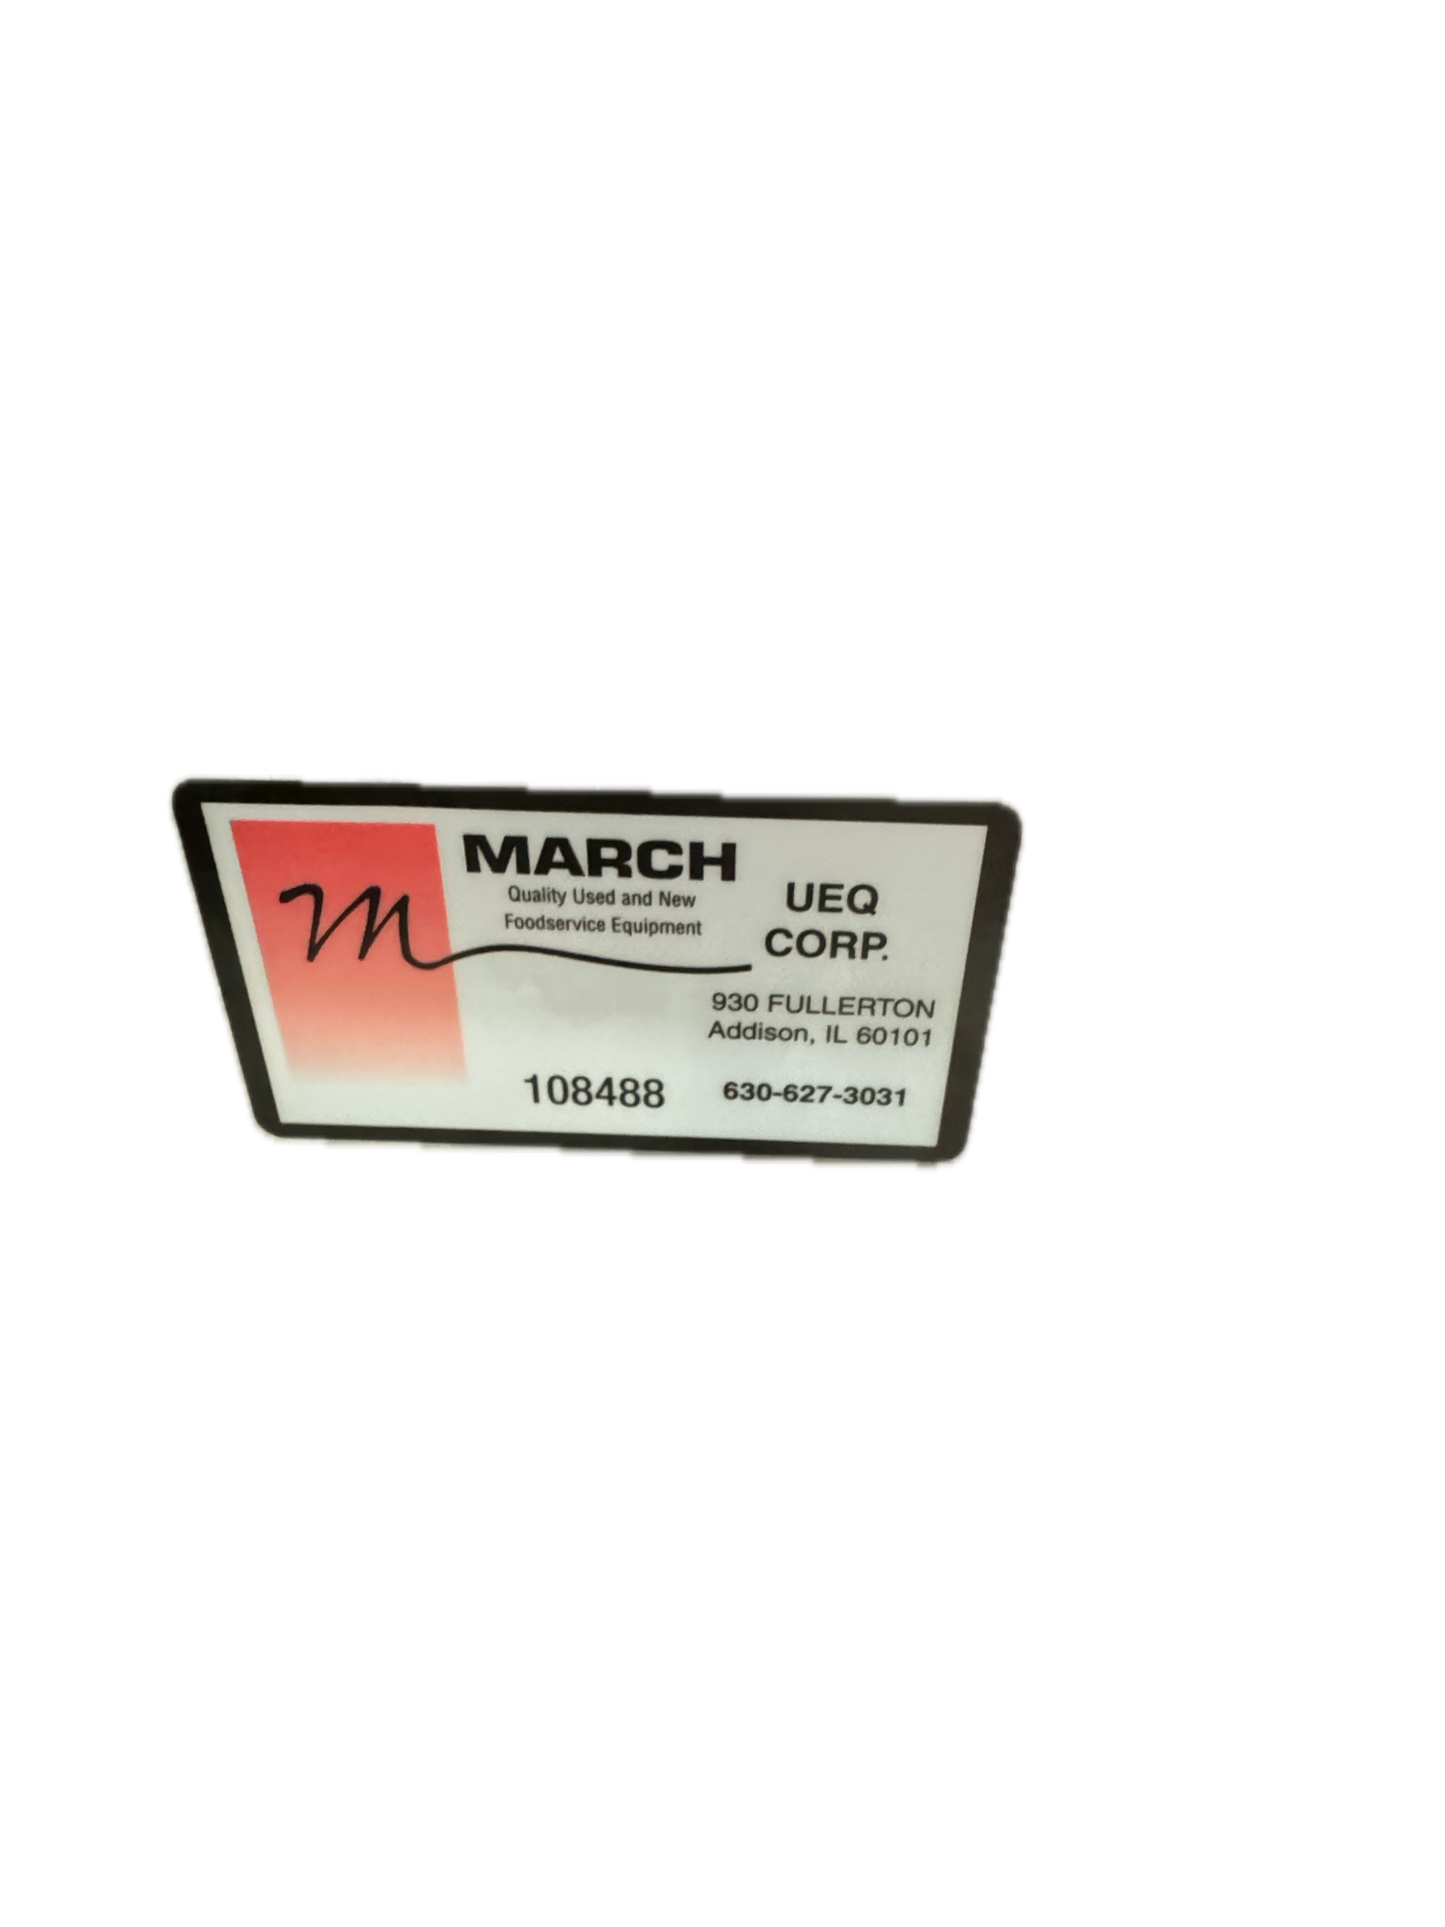 m
MARCH
Quality Used and New
Foodservice Equipment
UEQ
CORP.
930 FULLERTON
Addison, IL 60101
108488
630-627-3031